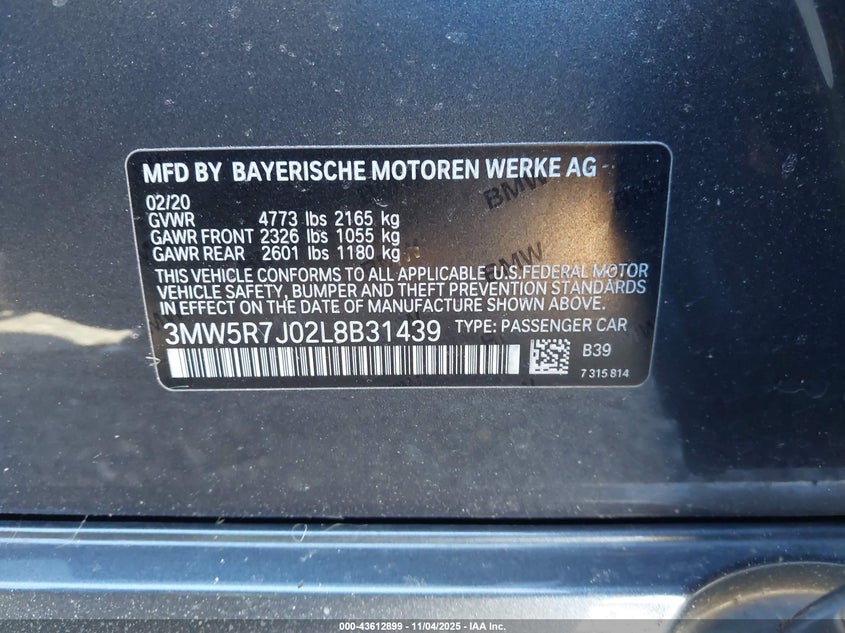 MFD BY BAYERISCHE MOTOREN WERKE AG
02/20
GVWR 4773 lbs 2165 kg
GAWR FRONT 2326 lbs 1055 kg
GAWR REAR 2601 lbs 1180 kg
THIS VEHICLE CONFORMS TO ALL APPLICABLE U.S.FEDERAL MOTOR
VEHICLE SAFETY, BUMPER AND THEFT PREVENTION STANDARDS
IN EFFECT ON THE DATE OF MANUFACTURE SHOWN ABOVE.
3MW5R7J02L8B31439 TYPE: PASSENGER CAR
B39
7 315 814
BMW
BMW
000-43612899 - 11/04/2025 - IAA Inc.